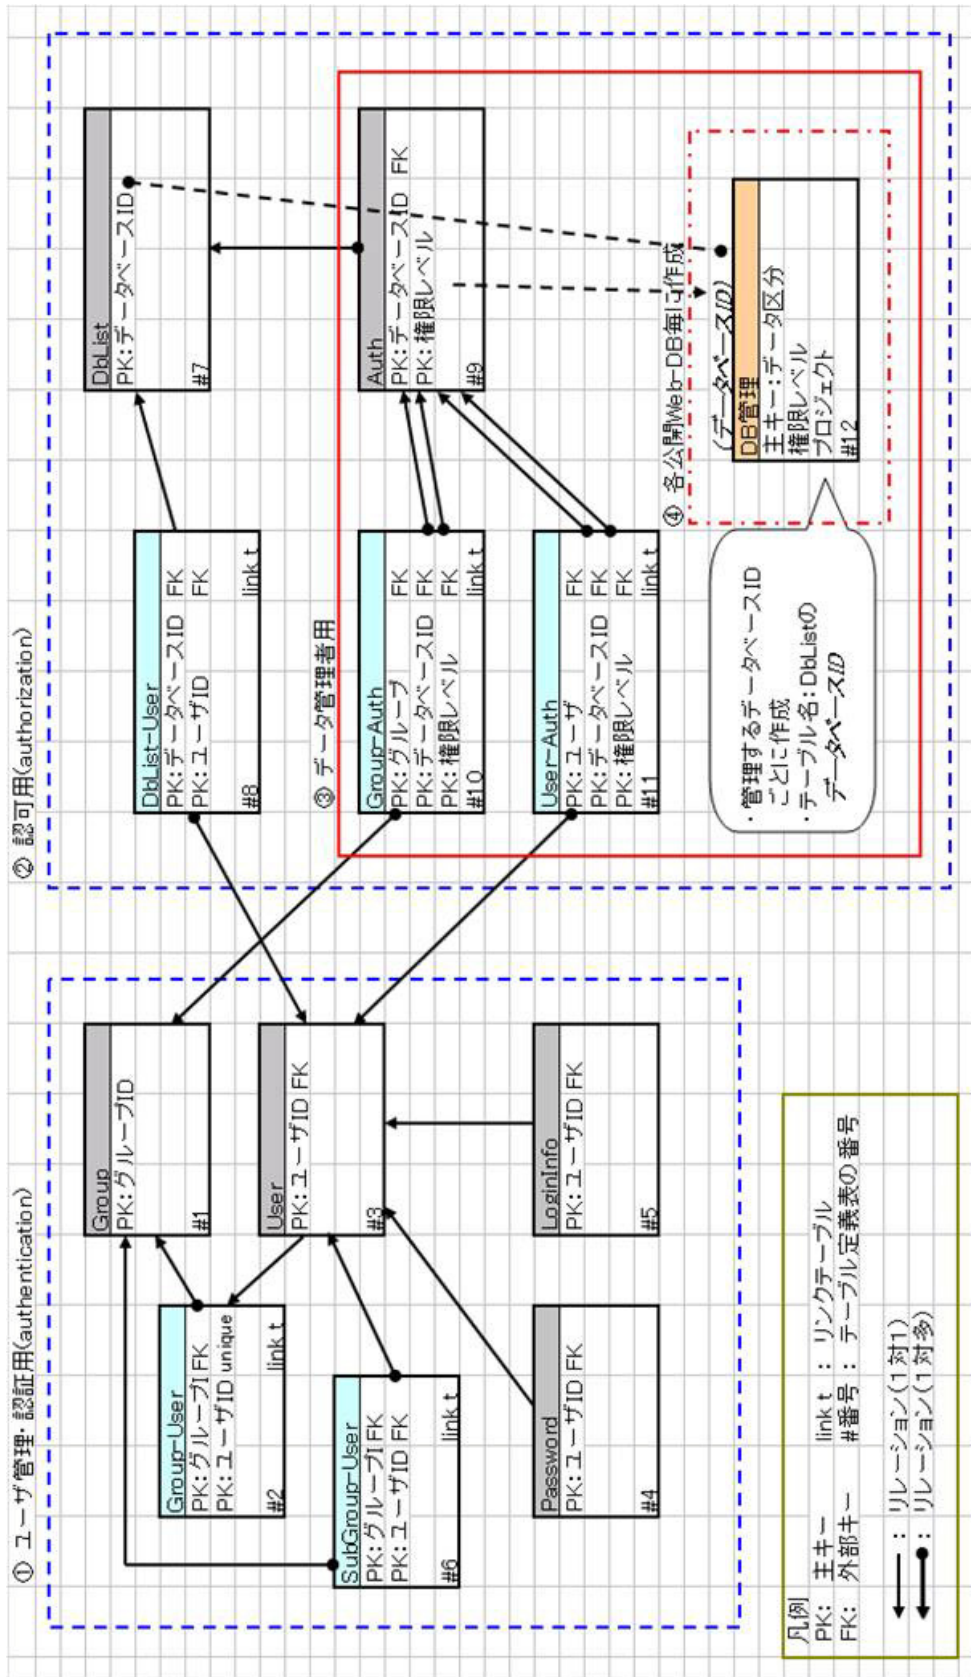 ① ユーザ管理・認証用(authentication)
Group-User
PK:グループI FK
PK:ユーザID unique
#2 link t
Group
PK:グループID
#1
SubGroup-User
PK:グループI FK
PK:ユーザID FK
#6 link t
User
PK:ユーザID FK
#3
Password
PK:ユーザID FK
#4
LoginInfo
PK:ユーザID FK
#5
② 認可用(authorization)
DbList-User
PK:データベースID FK
PK:ユーザID FK
#8 link t
DbList
PK:データベースID
#7
③ データ管理者用
Group-Auth
PK:グループ FK
PK:データベースID FK
PK:権限レベル FK
#10 link t
Auth
PK:データベースID FK
PK:権限レベル
#9
User-Auth
PK:ユーザ FK
PK:データベースID FK
PK:権限レベル FK
#11 link t
④ 各公開Web-DB毎に作成
(データベースID)
DB管理
主キー:データ区分
権限レベル
プロジェクト
#12
・管理するデータベースID
ごとに作成
・テーブル名:DbListの
データベースID
凡例
PK: 主キー link t : リンクテーブル
FK: 外部キー #番号 : テーブル定義表の番号
: リレーション(1対1)
: リレーション(1対多)